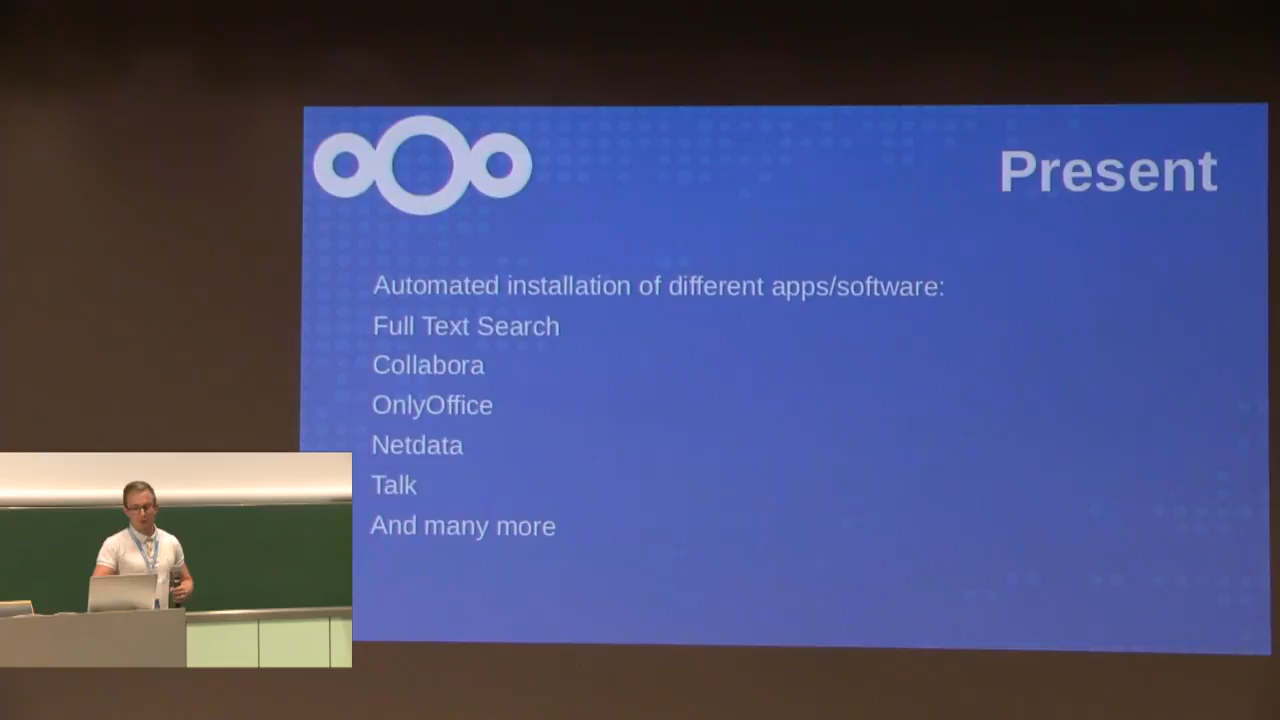 Present
Automated installation of different apps/software:
Full Text Search
Collabora
OnlyOffice
Netdata
Talk
And many more